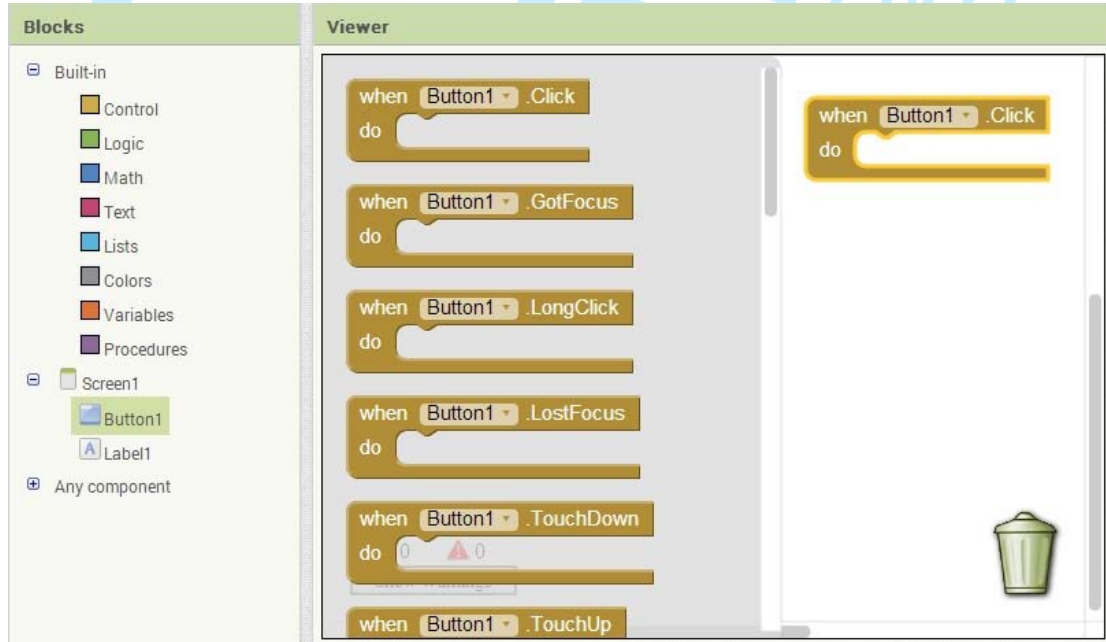 Blocks
Built-in
Control
Logic
Math
Text
Lists
Colors
Variables
Procedures
Screen1
Button1
Label1
Any component
Viewer
when Button1 .Click
do
when Button1 .GotFocus
do
when Button1 .LongClick
do
when Button1 .LostFocus
do
when Button1 .TouchDown
do
0 0
Show Warnings
when Button1 .TouchUp
when Button1 .Click
do